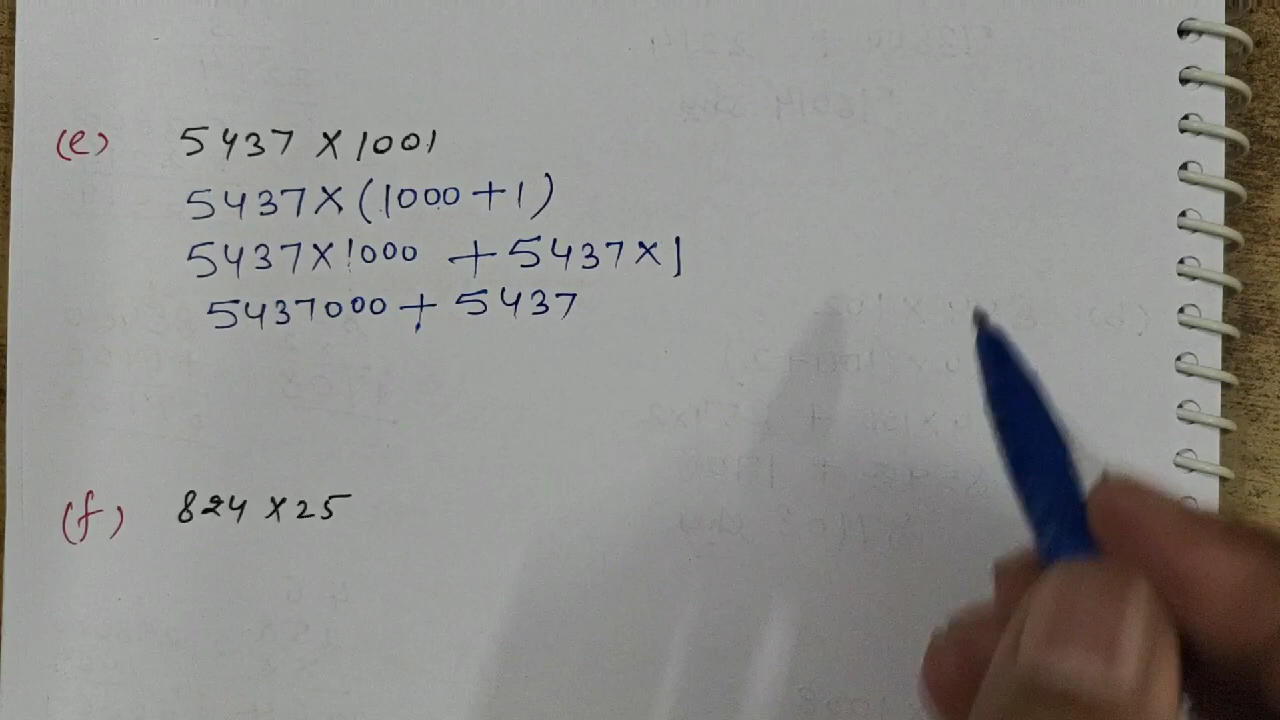 (e) 5437 × 1001
5437 × (1000 + 1)
5437 × 1000 + 5437 × 1
5437000 + 5437
(f) 824 × 25